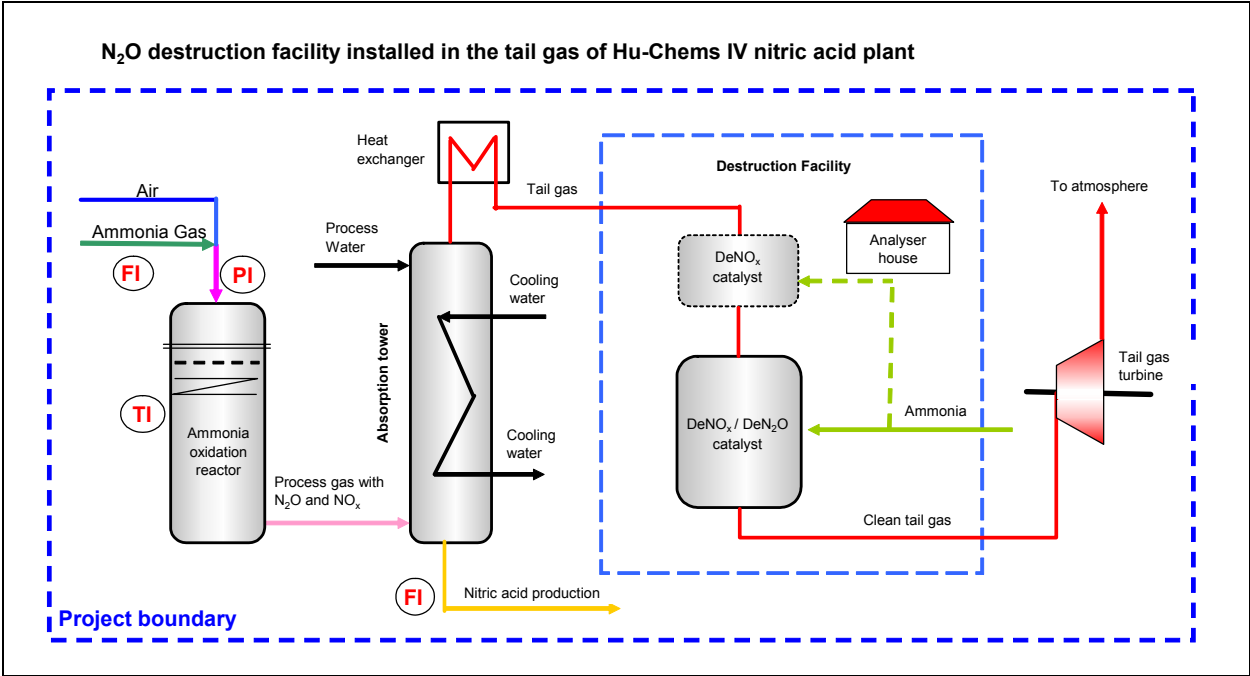 N₂O destruction facility installed in the tail gas of Hu-Chems IV nitric acid plant
Heat
exchanger
Destruction Facility
Air
Tail gas
To atmosphere
Ammonia Gas
Process
Water
Analyser
house
DeNOₓ
catalyst
FI
PI
Cooling
water
Absorption tower
Tail gas
turbine
TI
Ammonia
oxidation
reactor
DeNOₓ / DeN₂O
catalyst
Ammonia
Cooling
water
Process gas with
N₂O and NOₓ
Clean tail gas
FI
Nitric acid production
Project boundary